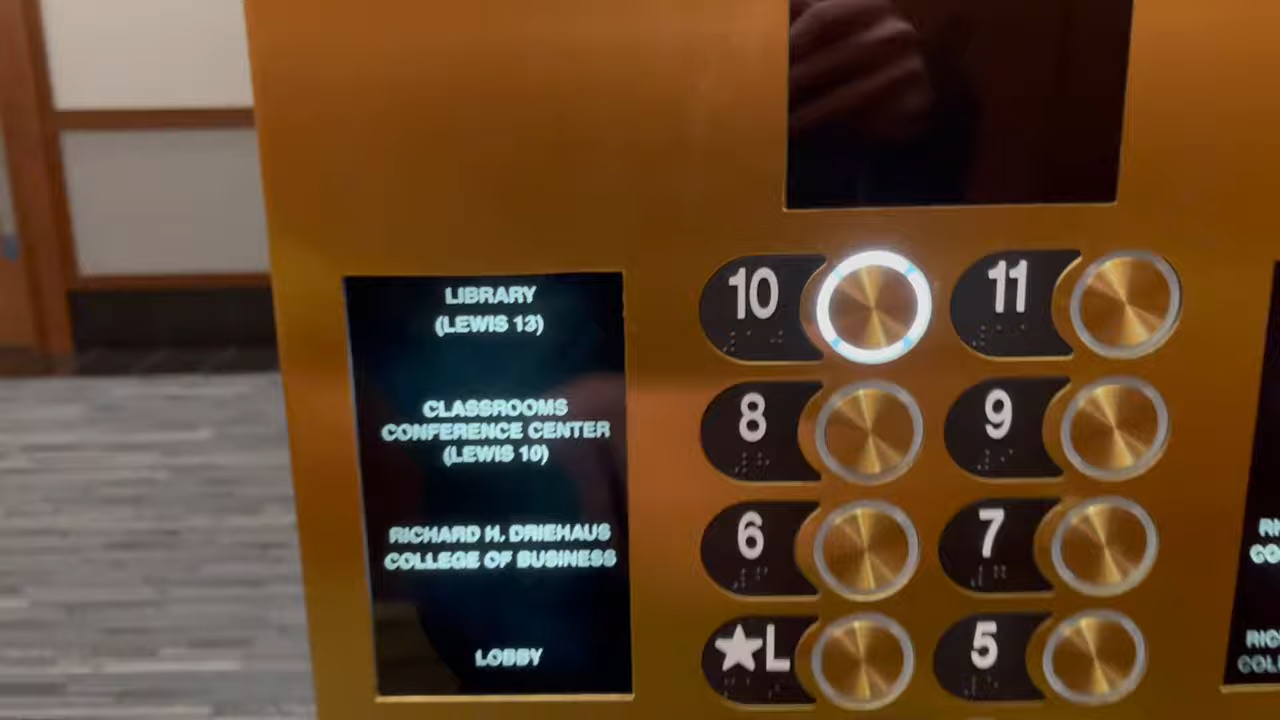 LIBRARY
(LEWIS 13)
CLASSROOMS
CONFERENCE CENTER
(LEWIS 10)
RICHARD H. DRIEHAUS
COLLEGE OF BUSINESS
LOBBY
10 11
8 9
6 7
★L 5